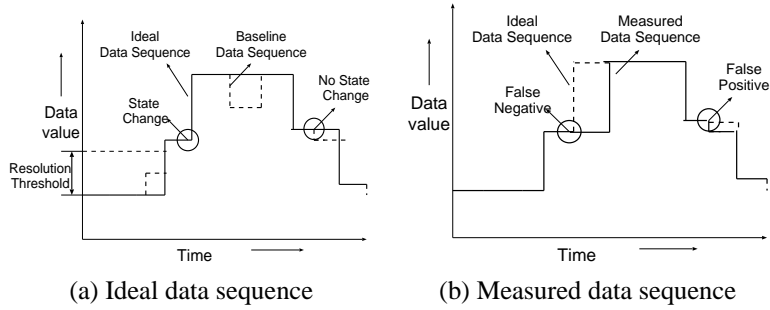 Ideal
Data Sequence
Baseline
Data Sequence
No State
Change
State
Change
Data
value
Resolution
Threshold
Time
(a) Ideal data sequence
Ideal
Data Sequence
Measured
Data Sequence
False
Negative
False
Positive
Data
value
Time
(b) Measured data sequence